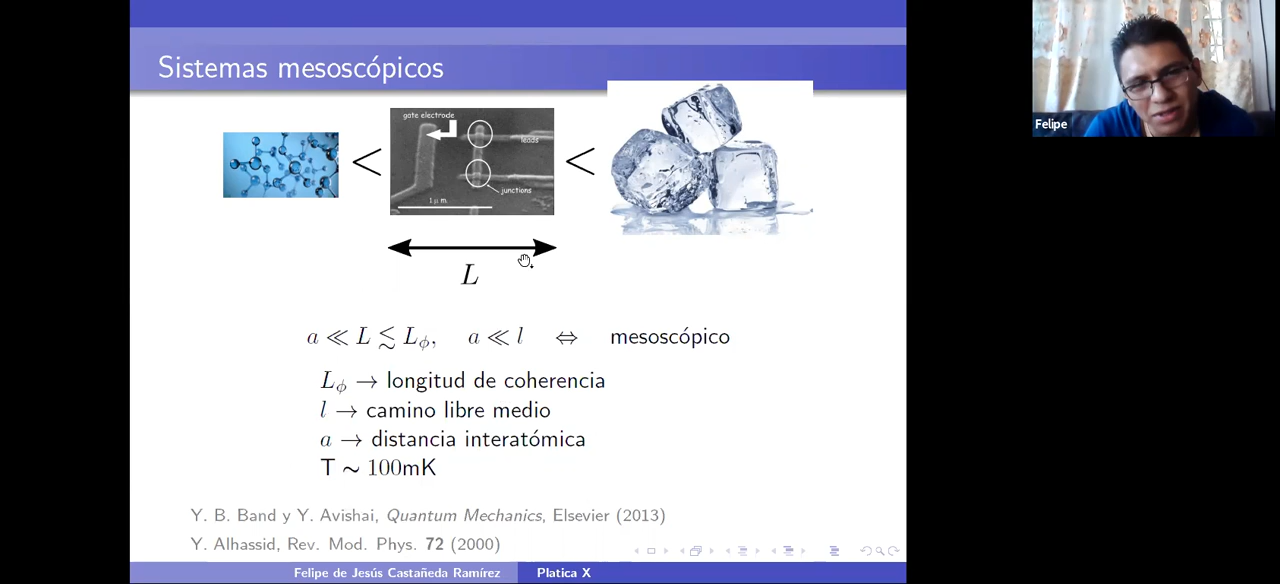 Sistemas mesoscópicos
gate electrode
leads
junctions
1 μ m
< <
L
a ≪ L ≲ L_ϕ, a ≪ l ⇔ mesoscópico
L_ϕ → longitud de coherencia
l → camino libre medio
a → distancia interatómica
T ∼ 100mK
Y. B. Band y Y. Avishai, Quantum Mechanics, Elsevier (2013)
Y. Alhassid, Rev. Mod. Phys. 72 (2000)
Felipe de Jesús Castañeda Ramírez Platica X
Felipe